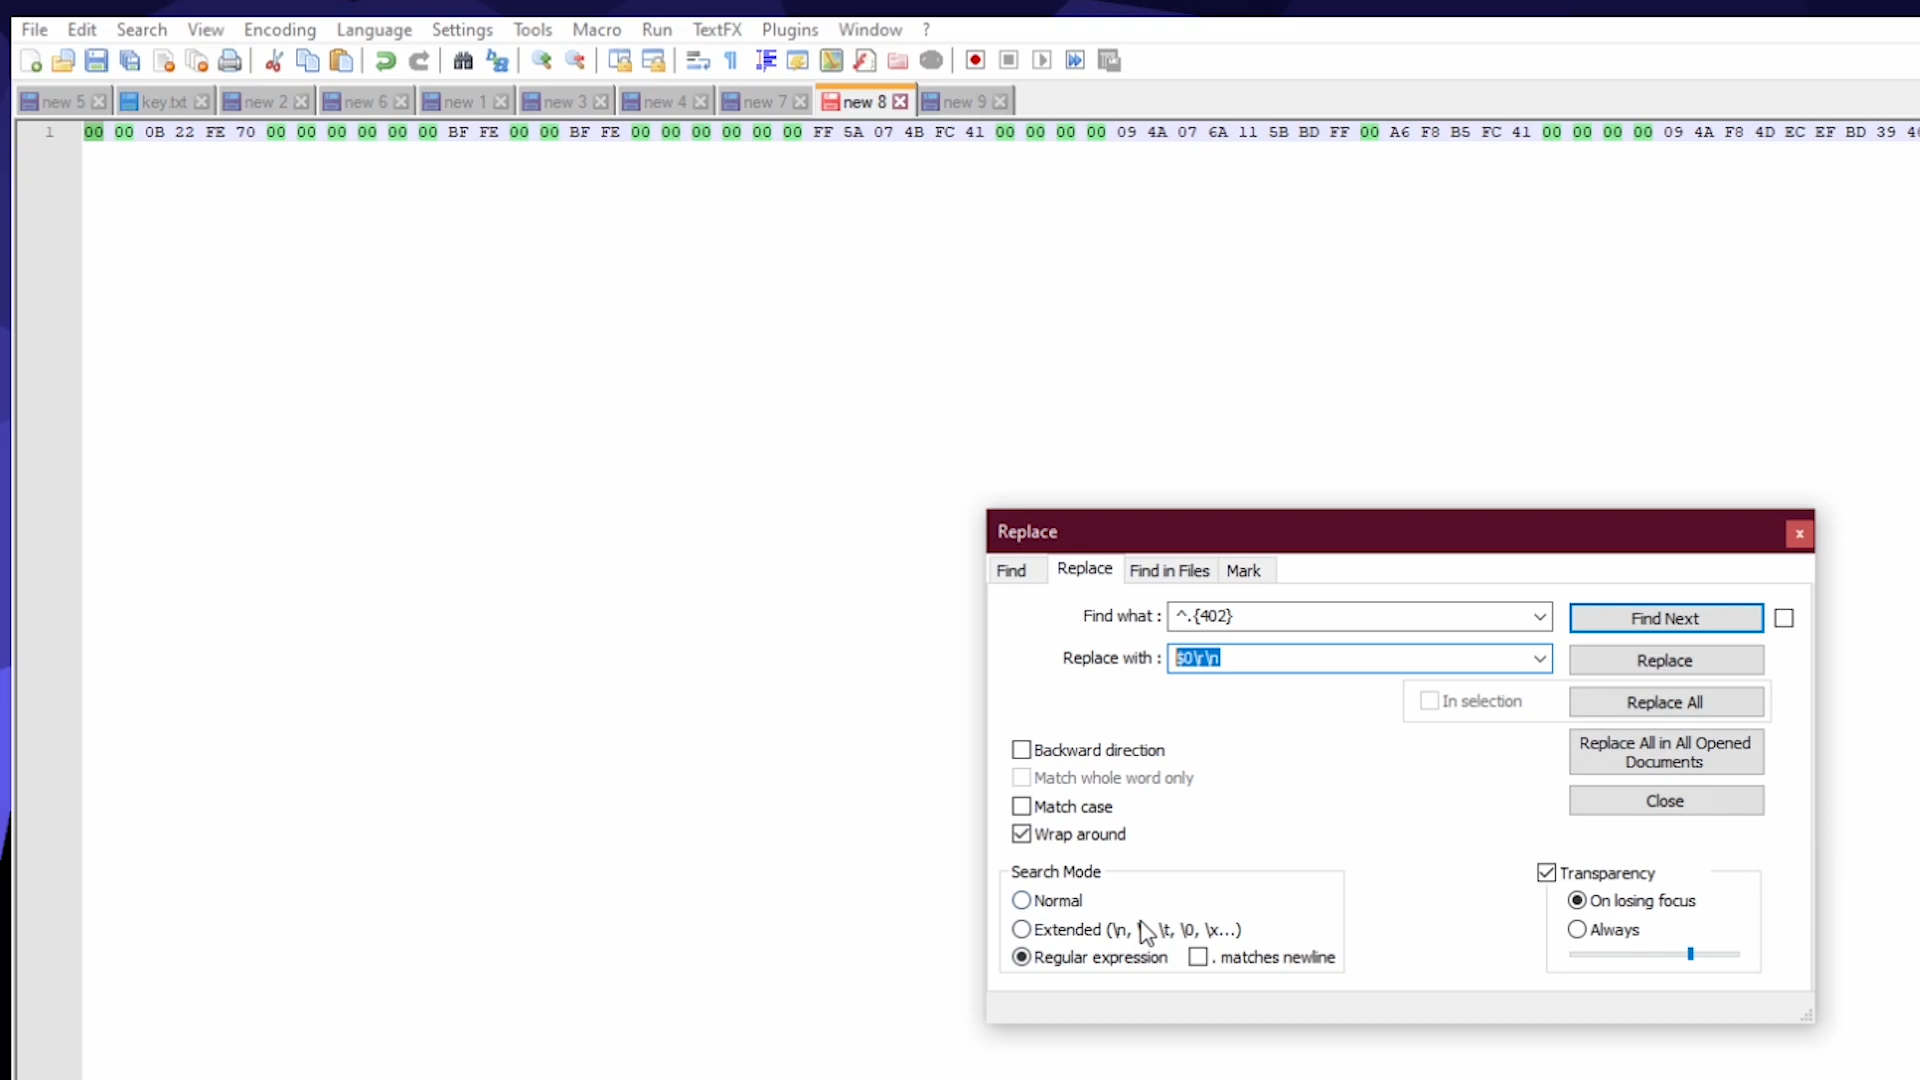 File Edit Search View Encoding Language Settings Tools Macro Run TextFX Plugins Window ?
new 5 key.txt new 2 new 6 new 1 new 3 new 4 new 7 new 8 new 9
1 00 00 0B 22 FE 70 00 00 00 00 00 00 BF FE 00 00 BF FE 00 00 00 00 00 00 FF 5A 07 4B FC 41 00 00 00 00 09 4A 07 6A 11 5B BD FF 00 A6 F8 B5 FC 41 00 00 00 00 09 4A F8 4D EC EF BD 39
Replace
Find Replace Find in Files Mark
Find what : ^.{402} Find Next
Replace with : $0\r\n Replace
In selection Replace All
Replace All in All Opened
Documents
Close
Backward direction
Match whole word only
Match case
Wrap around
Search Mode
Normal
Extended (\n, \t, \0, \x...)
Regular expression . matches newline
Transparency
On losing focus
Always